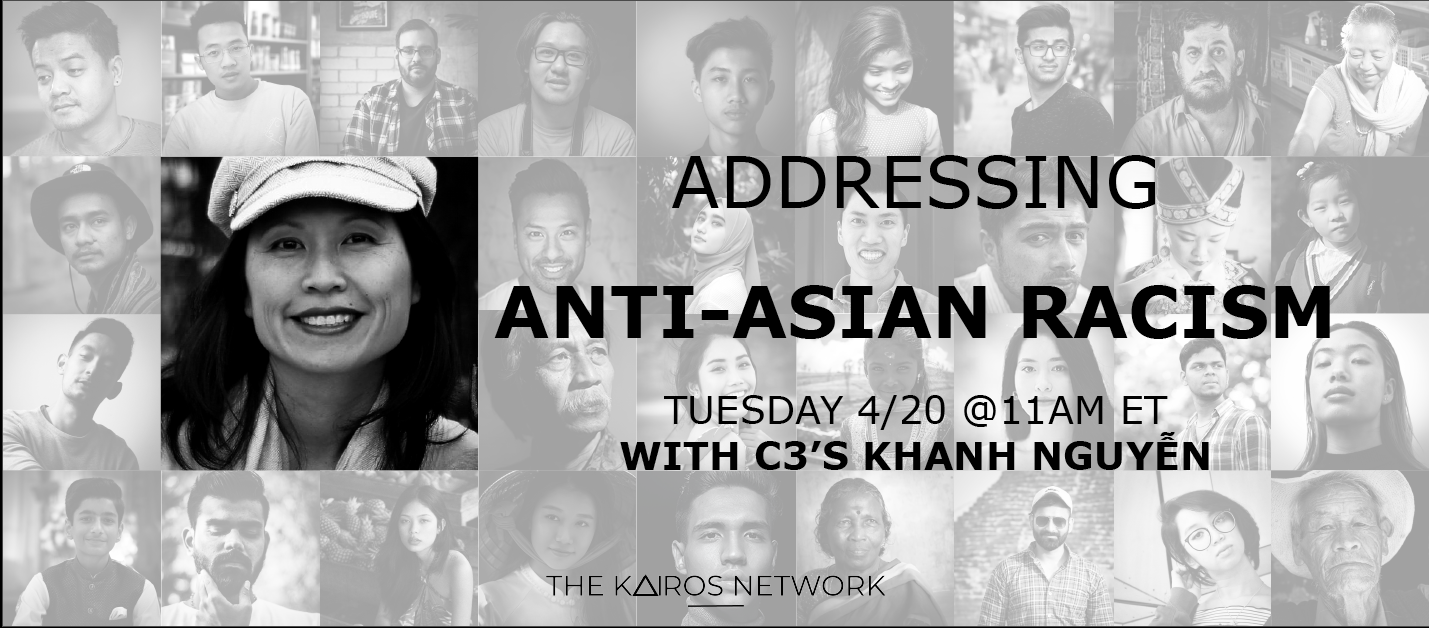 ADDRESSING
ANTI-ASIAN RACISM
TUESDAY 4/20 @11AM ET
WITH C3’S KHANH NGUYỄN
THE KAIROS NETWORK